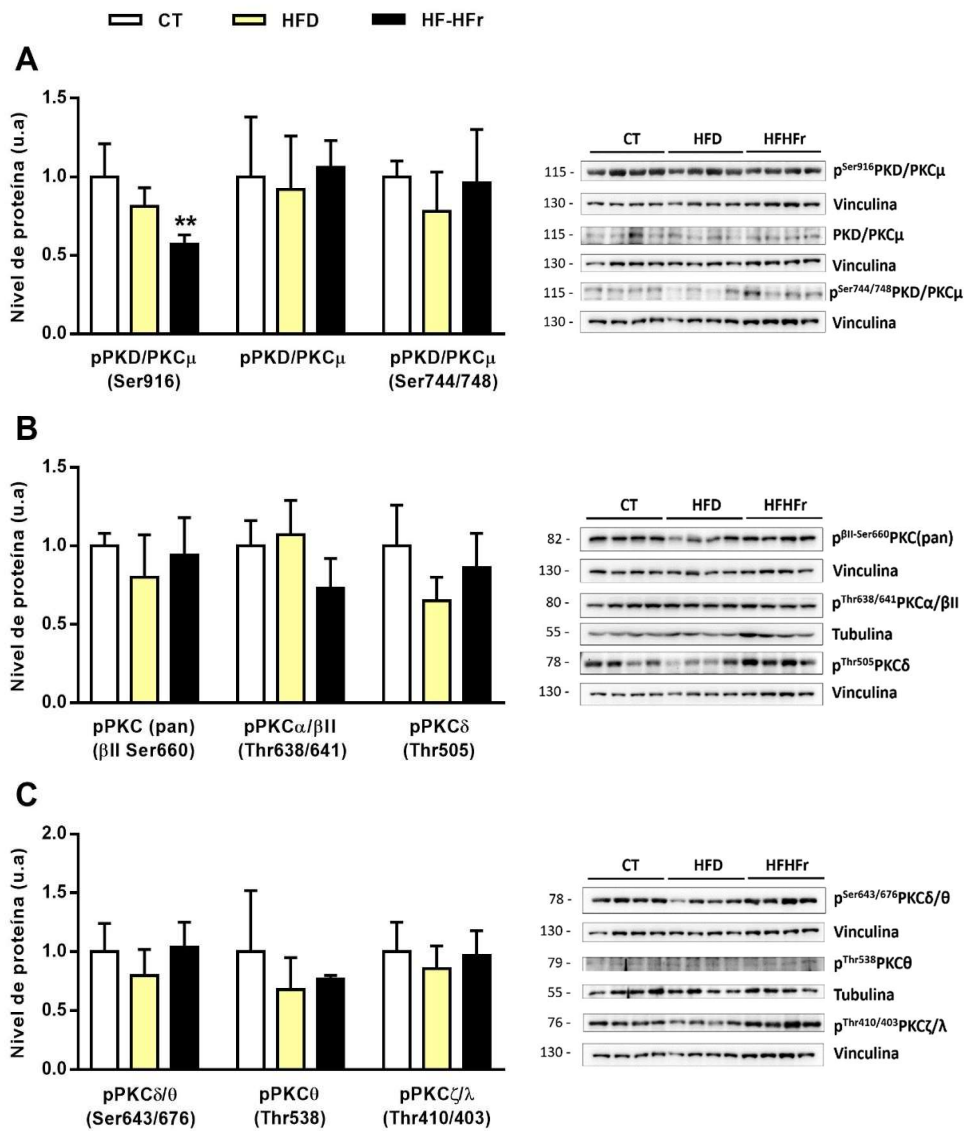 CT HFD HF-HFr
A
Nivel de proteína (u.a)
1.5
1.0
0.5
0.0
**
pPKD/PKCμ pPKD/PKCμ pPKD/PKCμ
(Ser916) (Ser744/748)
CT HFD HFHFr
115 - pSer916PKD/PKCμ
130 - Vinculina
115 - PKD/PKCμ
130 - Vinculina
115 - pSer744/748PKD/PKCμ
130 - Vinculina
B
Nivel de proteína (u.a)
1.5
1.0
0.5
0.0
pPKC (pan) pPKCα/βII pPKCδ
(βII Ser660) (Thr638/641) (Thr505)
CT HFD HFHFr
82 - pβII-Ser660PKC(pan)
130 - Vinculina
80 - pThr638/641PKCα/βII
55 - Tubulina
78 - pThr505PKCδ
130 - Vinculina
C
Nivel de proteína (u.a)
2.0
1.5
1.0
0.5
0.0
pPKCδ/θ pPKCθ pPKCζ/λ
(Ser643/676) (Thr538) (Thr410/403)
CT HFD HFHFr
78 - pSer643/676PKCδ/θ
130 - Vinculina
79 - pThr538PKCθ
55 - Tubulina
76 - pThr410/403PKCζ/λ
130 - Vinculina